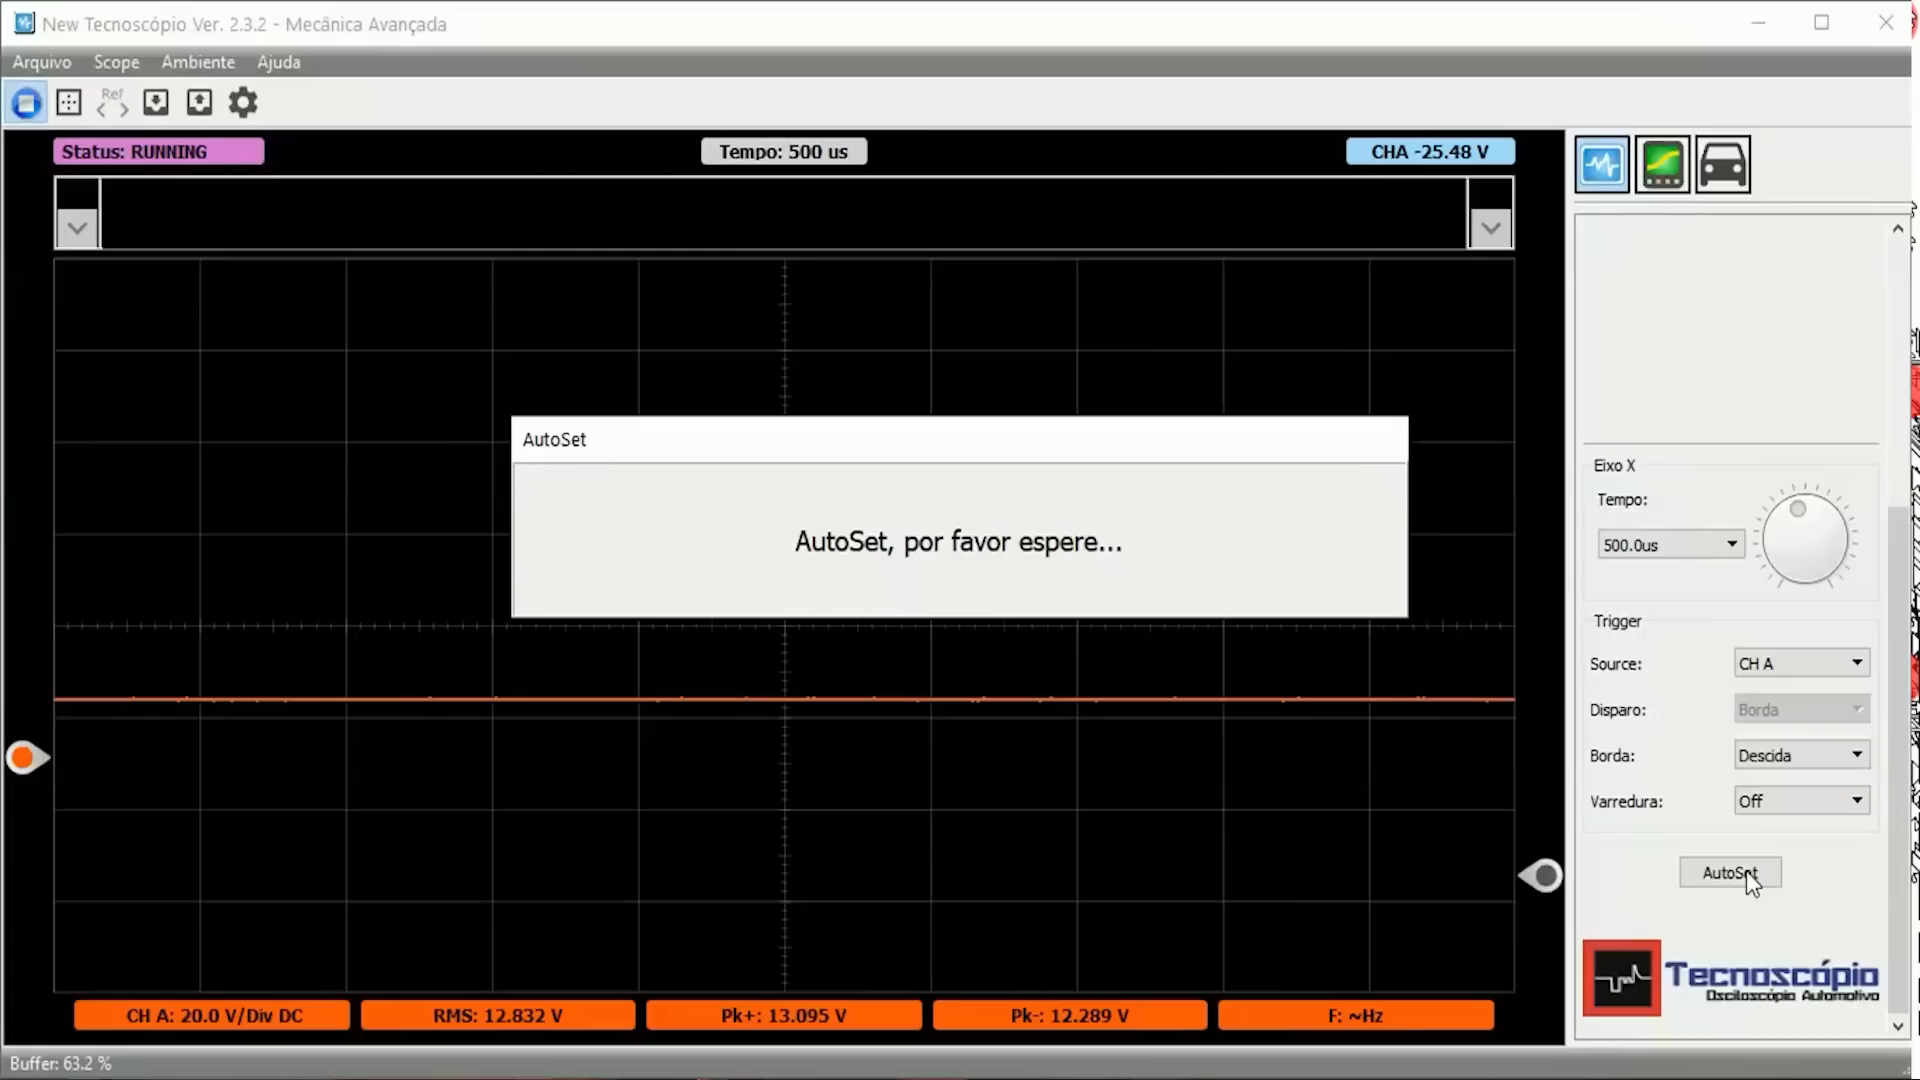 New Tecnoscópio Ver. 2.3.2 - Mecânica Avançada
Arquivo Scope Ambiente Ajuda
Ref
Status: RUNNING
Tempo: 500 us
CHA -25.48 V
AutoSet
AutoSet, por favor espere...
Eixo X
Tempo:
500.0us
Trigger
Source: CH A
Disparo: Borda
Borda: Descida
Varredura: Off
AutoSet
Tecnoscópio
Osciloscópio Automotivo
CH A: 20.0 V/Div DC
RMS: 12.832 V
Pk+: 13.095 V
Pk-: 12.289 V
F: ~Hz
Buffer: 63.2 %